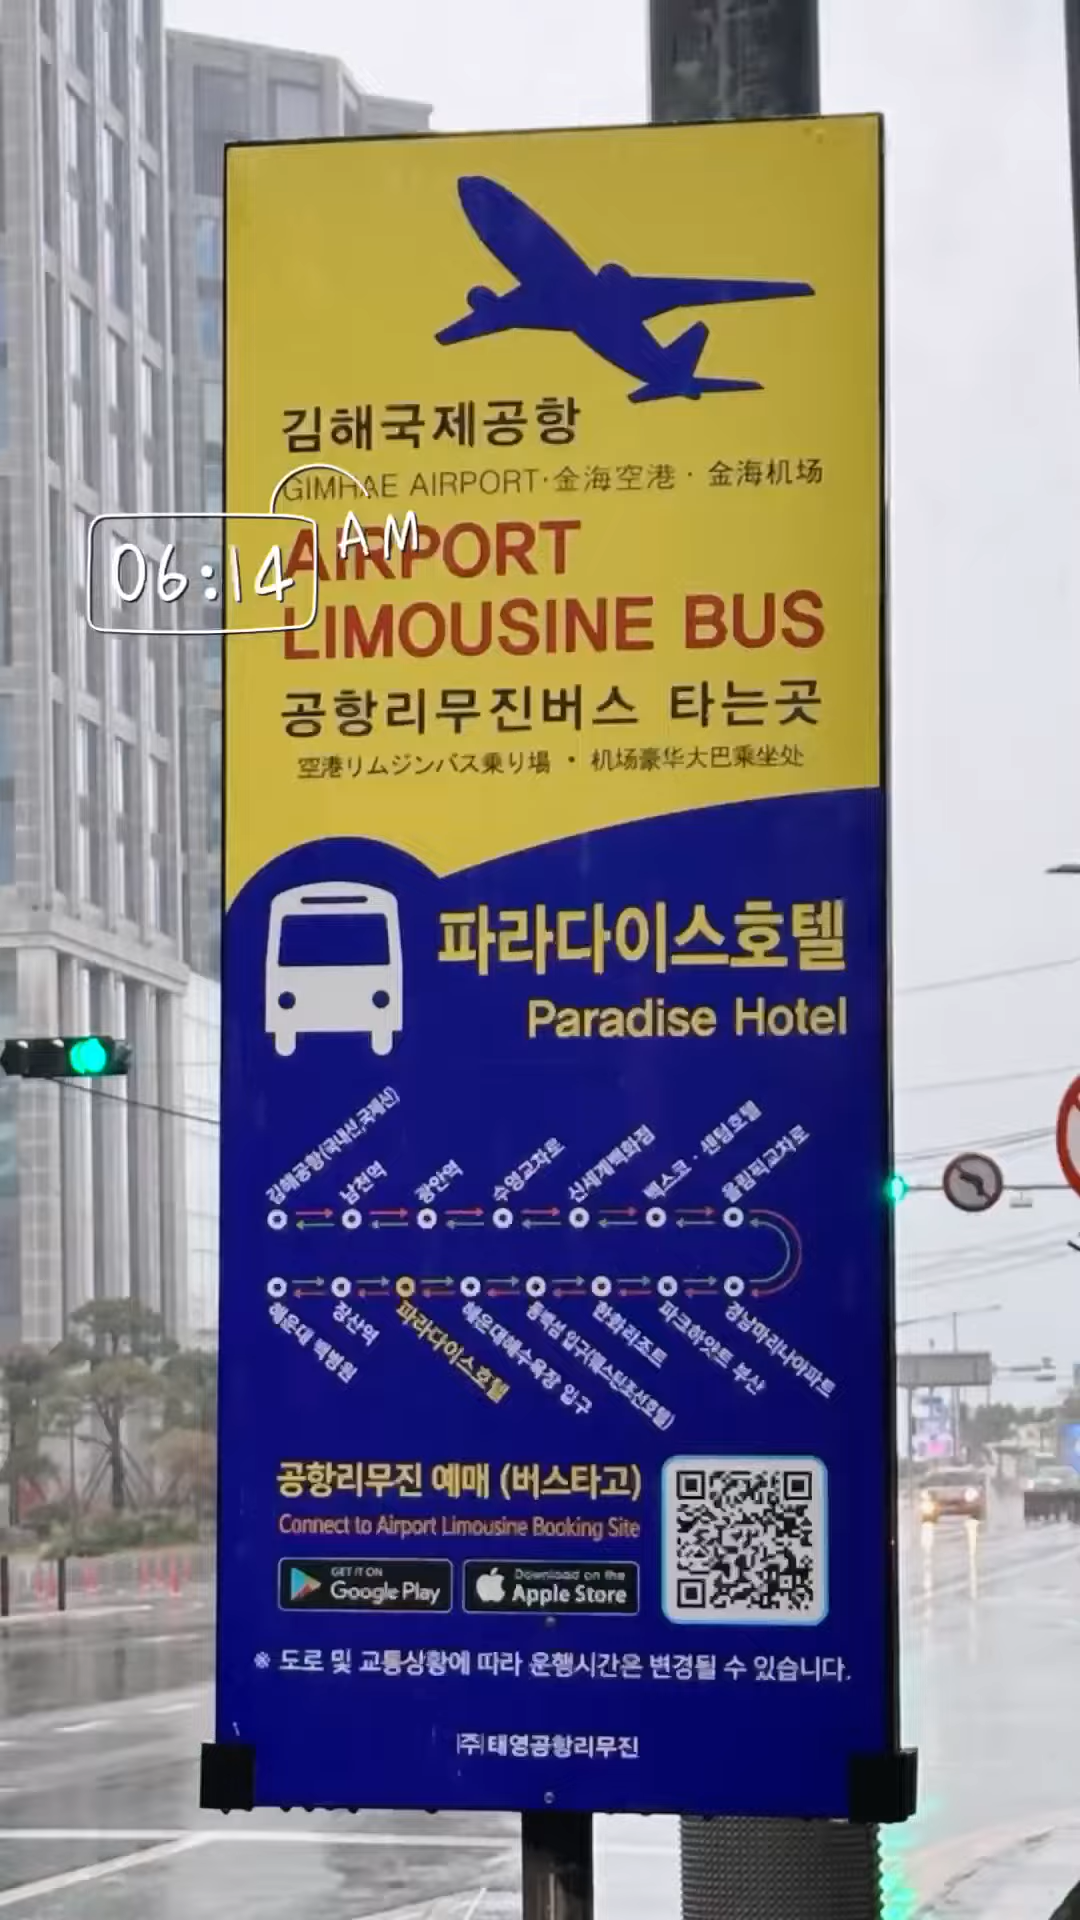 김해국제공항
GIMHAE AIRPORT·金海空港·金海机场
06:14 AM
AIRPORT
LIMOUSINE BUS
공항리무진버스 타는곳
空港リムジンバス乗り場 · 机场豪华大巴乘坐处
파라다이스호텔
Paradise Hotel
김해공항(국내선,국제선)
남천역
광안역
수영교차로
신세계백화점
벡스코 · 센텀호텔
올림픽교차로
해운대 백병원
장산역
파라다이스호텔
해운대해수욕장 입구
동백섬 입구(웨스틴조선호텔)
한화리조트
파크하얏트 부산
경남마리나아파트
공항리무진 예매 (버스타고)
Connect to Airport Limousine Booking Site
GET IT ON
Google Play
Download on the
Apple Store
※ 도로 및 교통상황에 따라 운행시간은 변경될 수 있습니다.
(주)태영공항리무진